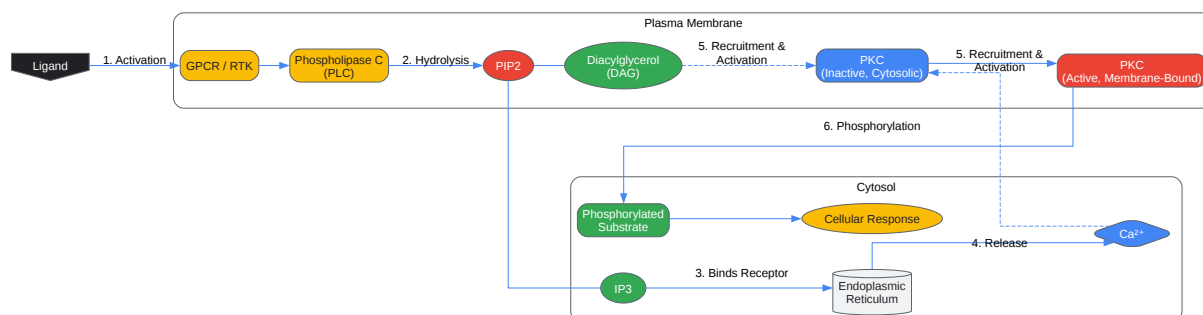 Plasma Membrane
Ligand
1. Activation
GPCR / RTK
Phospholipase C
(PLC)
2. Hydrolysis
PIP2
Diacylglycerol
(DAG)
5. Recruitment &
Activation
PKC
(Inactive, Cytosolic)
5. Recruitment &
Activation
PKC
(Active, Membrane-Bound)
6. Phosphorylation
Cytosol
Phosphorylated
Substrate
Cellular Response
Ca²⁺
4. Release
IP3
3. Binds Receptor
Endoplasmic
Reticulum